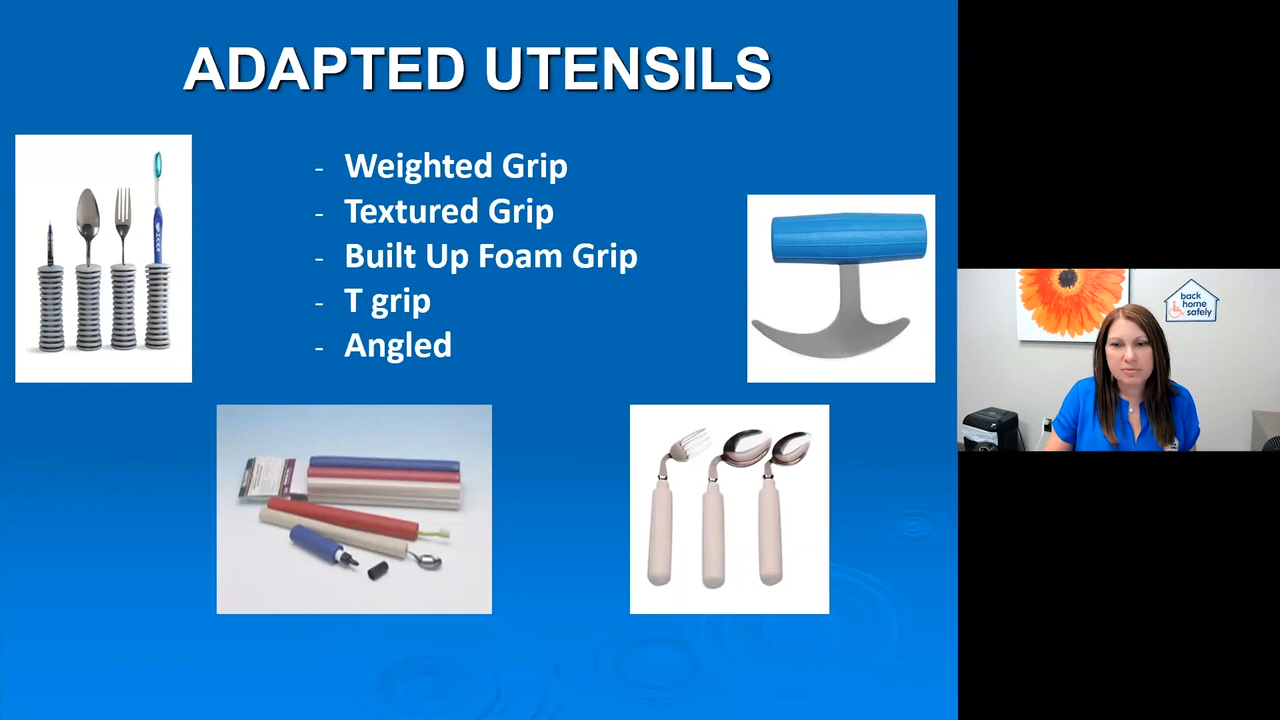 ADAPTED UTENSILS
- Weighted Grip
- Textured Grip
- Built Up Foam Grip
- T grip
- Angled
back
home
safely